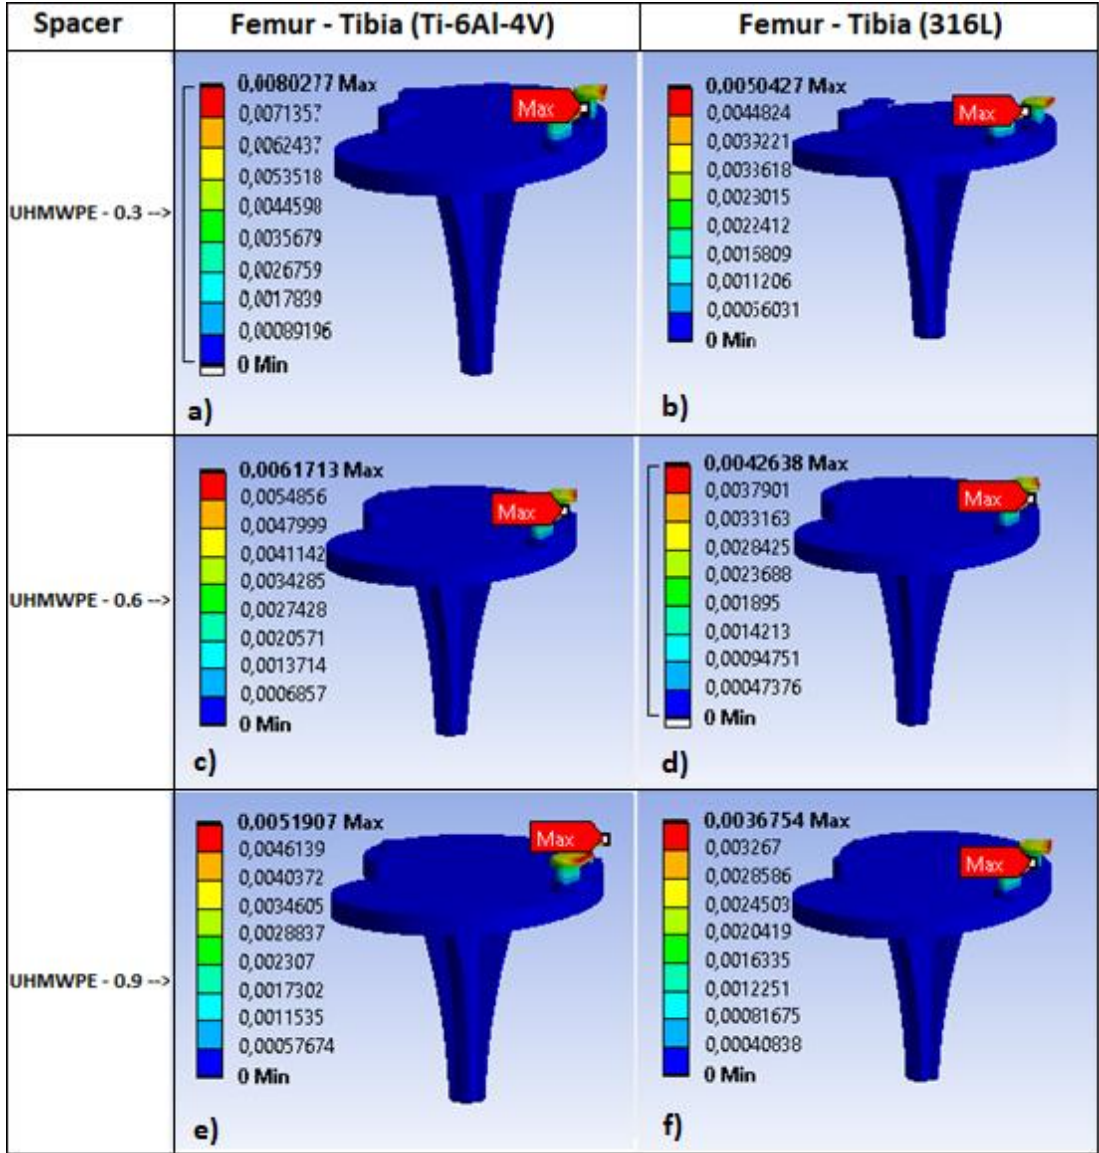 Spacer
Femur - Tibia (Ti-6Al-4V)
Femur - Tibia (316L)
UHMWPE - 0.3 -->
0,0080277 Max
0,0071357
0,0062437
0,0053518
0,0044598
0,0035679
0,0026759
0,0017839
0,00089196
0 Min
Max
a)
0,0050427 Max
0,0044824
0,0039221
0,0033618
0,0023015
0,0022412
0,0015809
0,0011206
0,00056031
0 Min
Max
b)
UHMWPE - 0.6 -->
0,0061713 Max
0,0054856
0,0047999
0,0041142
0,0034285
0,0027428
0,0020571
0,0013714
0,0006857
0 Min
Max
c)
0,0042638 Max
0,0037901
0,0033163
0,0028425
0,0023688
0,001895
0,0014213
0,00094751
0,00047376
0 Min
Max
d)
UHMWPE - 0.9 -->
0,0051907 Max
0,0046139
0,0040372
0,0034605
0,0028837
0,002307
0,0017302
0,0011535
0,00057674
0 Min
Max
e)
0,0036754 Max
0,003267
0,0028586
0,0024503
0,0020419
0,0016335
0,0012251
0,00081675
0,00040838
0 Min
Max
f)